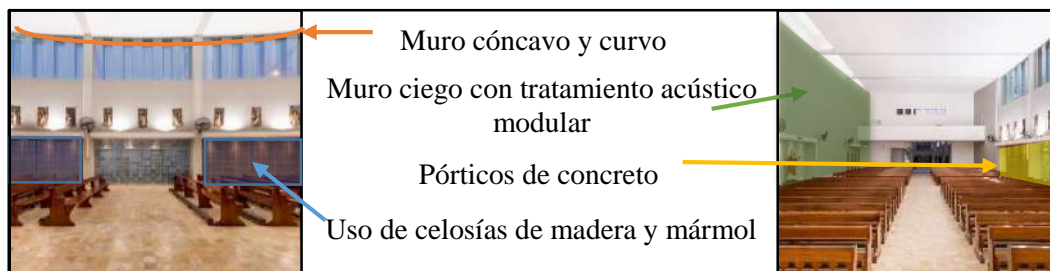 Muro cóncavo y curvo
Muro ciego con tratamiento acústico
modular
Pórticos de concreto
Uso de celosías de madera y mármol